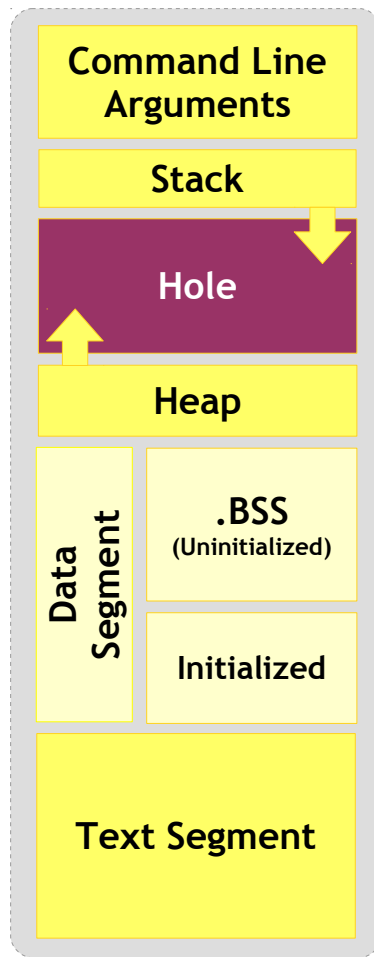 Command Line
Arguments
Stack
Hole
Heap
Data
Segment
.BSS
(Uninitialized)
Initialized
Text Segment